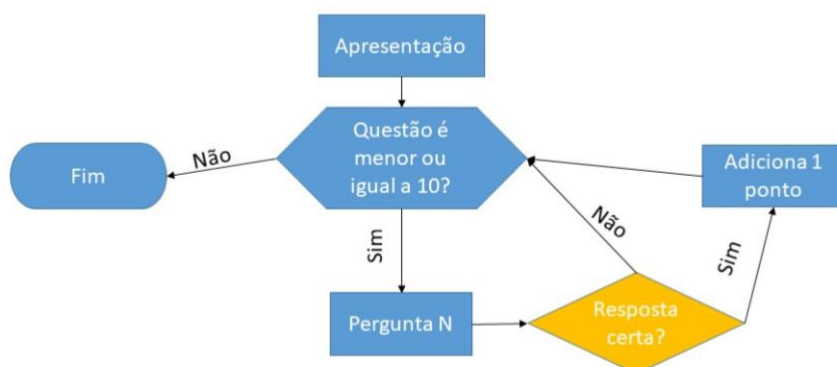 Apresentação
Questão é
menor ou
igual a 10?
Não
Fim
Sim
Pergunta N
Resposta
certa?
Não
Sim
Adiciona 1
ponto